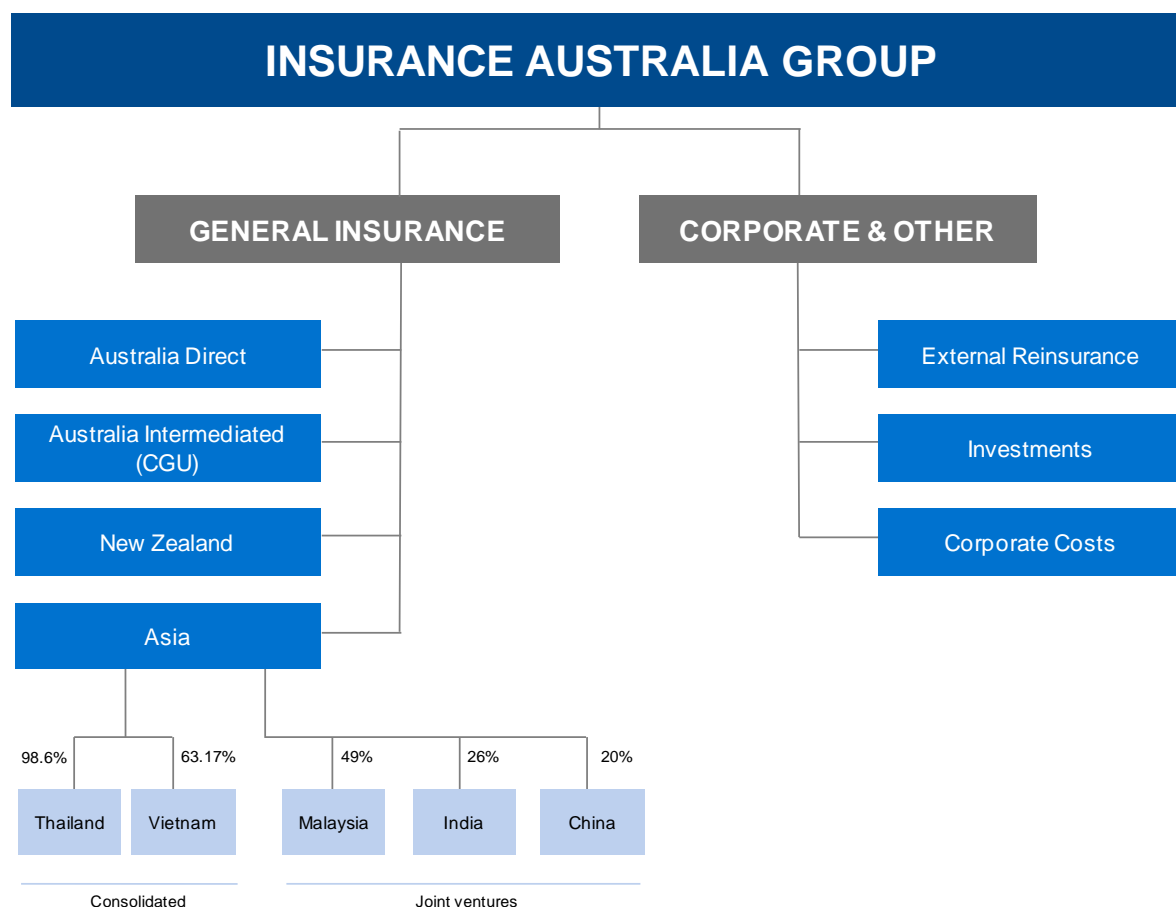 INSURANCE AUSTRALIA GROUP
GENERAL INSURANCE
CORPORATE & OTHER
Australia Direct
External Reinsurance
Australia Intermediated
(CGU)
Investments
New Zealand
Corporate Costs
Asia
98.6%
63.17%
49%
26%
20%
Thailand
Vietnam
Malaysia
India
China
Consolidated
Joint ventures